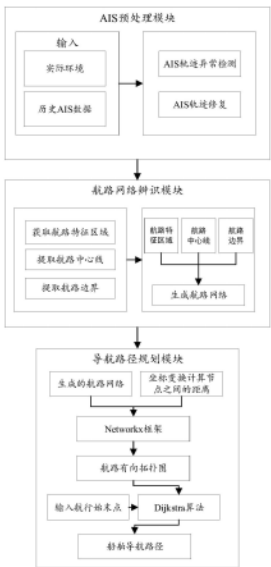 AIS预处理模块
输入
实际环境
历史AIS数据
AIS轨迹异常检测
AIS轨迹修复
航路网络辨识模块
获取航路特征区域
提取航路中心线
提取航路边界
航路特
征区域
航路
中心线
航路
边界
生成航路网络
导航路径规划模块
生成的航路网络
坐标变换计算节
点之间的距离
Networkx框架
航路有向拓扑图
输入航行始末点
Dijkstra算法
船舶导航路径